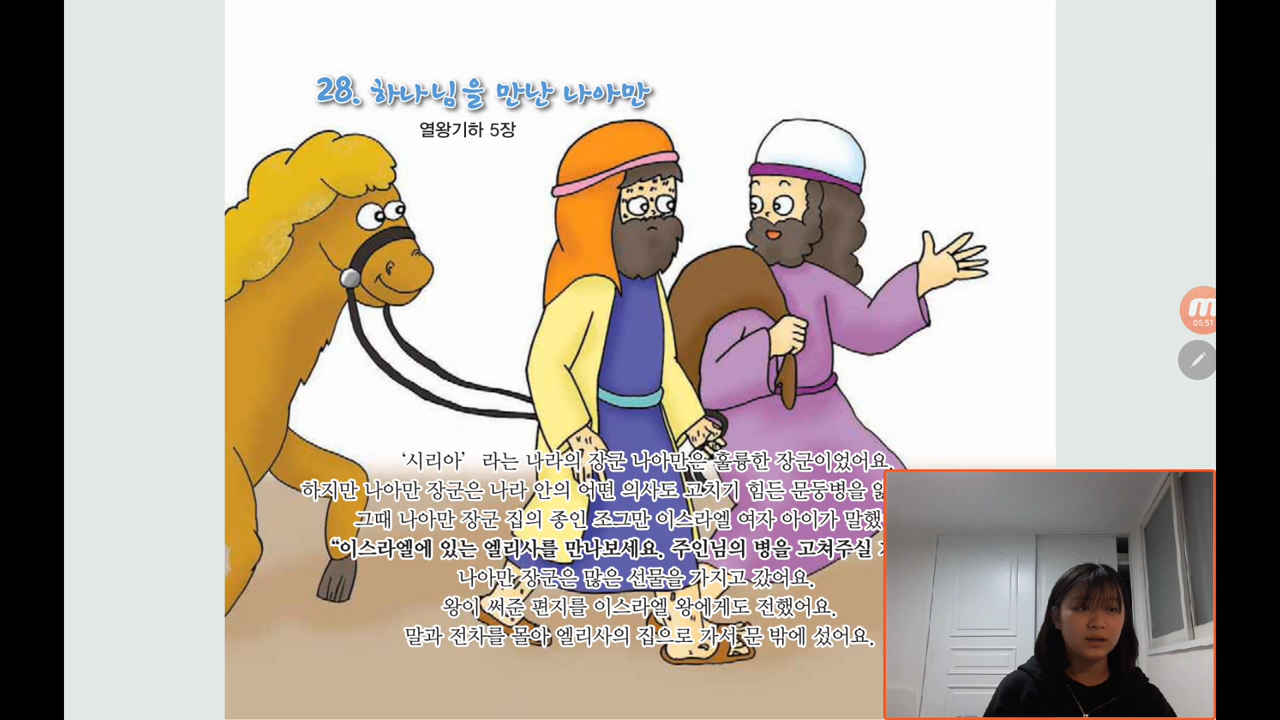 28. 하나님을 만난 나아만
열왕기하 5장
‘시리아’ 라는 나라의 장군 나아만은 훌륭한 장군이었어요.
하지만 나아만 장군은 나라 안의 어떤 의사도 고치기 힘든 문둥병을
그때 나아만 장군 집의 종인 조그만 이스라엘 여자 아이가
“이스라엘에 있는 엘리사를 만나보세요. 주인님의 병을 고쳐주실
나아만 장군은 많은 선물을 가지고 갔어요.
왕이 써준 편지를 이스라엘 왕에게도 전했어요.
말과 전차를 몰아 엘리사의 집으로 가서 문 밖에 섰어요.
05:51